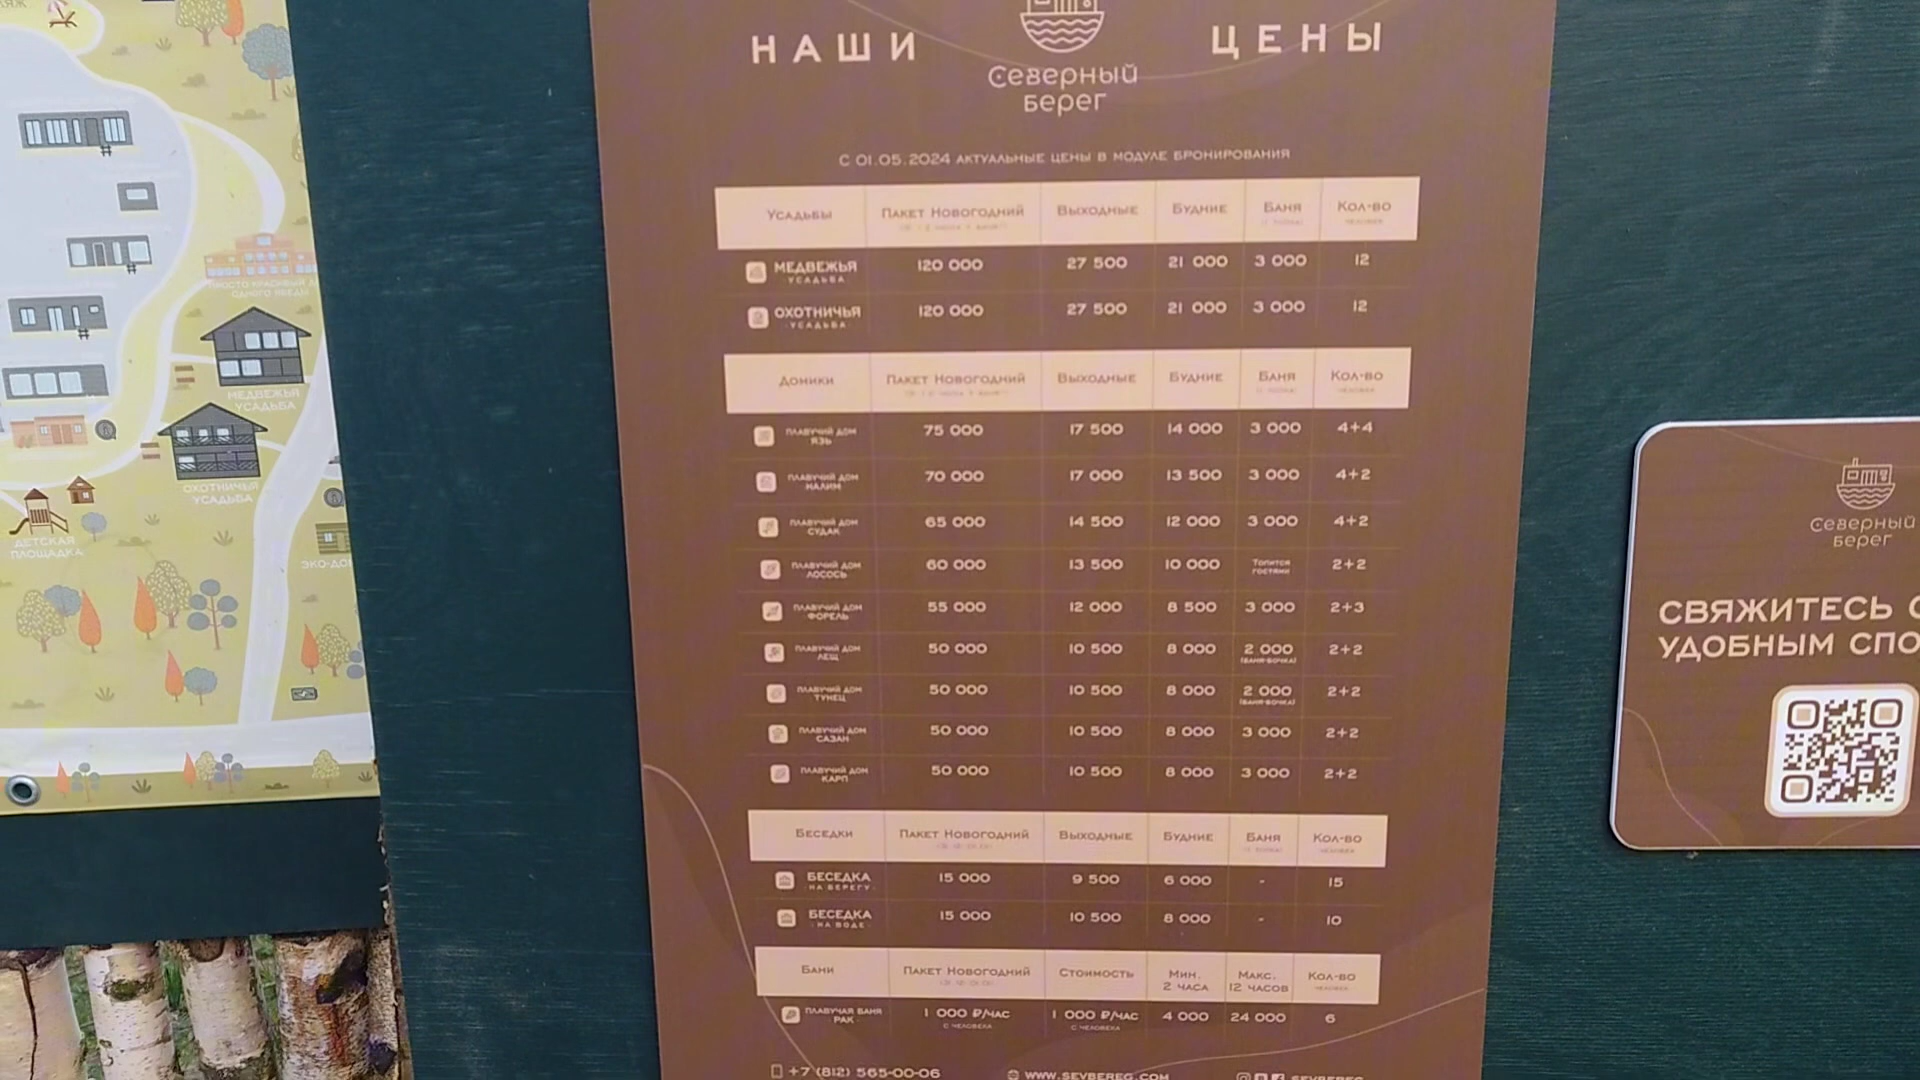 НАШИ ЦЕНЫ
Северный
берег
С 01.05.2024 АКТУАЛЬНЫЕ ЦЕНЫ В МОДУЛЕ БРОНИРОВАНИЯ
Усадьбы Пакет Новогодний Выходные Будние Баня Кол-во
МЕДВЕЖЬЯ 120 000 27 500 21 000 3 000 12
УСАДЬБА
ОХОТНИЧЬЯ 120 000 27 500 21 000 3 000 12
УСАДЬБА
Домики Пакет Новогодний Выходные Будние Баня Кол-во
ПЛАВУЧИЙ ДОМ 75 000 17 500 14 000 3 000 4+4
ЯЗЬ
ПЛАВУЧИЙ ДОМ 70 000 17 000 13 500 3 000 4+2
НАЛИМ
ПЛАВУЧИЙ ДОМ 65 000 14 500 12 000 3 000 4+2
СУДАК
ПЛАВУЧИЙ ДОМ 60 000 13 500 10 000 Топится гостями 2+2
ЛОСОСЬ
ПЛАВУЧИЙ ДОМ 55 000 12 000 8 500 3 000 2+3
ФОРЕЛЬ
ПЛАВУЧИЙ ДОМ 50 000 10 500 8 000 2 000 2+2
ЛЕЩ (БАНЯ-БОЧКА)
ПЛАВУЧИЙ ДОМ 50 000 10 500 8 000 2 000 2+2
ТУНЕЦ (БАНЯ-БОЧКА)
ПЛАВУЧИЙ ДОМ 50 000 10 500 8 000 3 000 2+2
САЗАН
ПЛАВУЧИЙ ДОМ 50 000 10 500 8 000 3 000 2+2
КАРП
Беседки Пакет Новогодний Выходные Будние Баня Кол-во
БЕСЕДКА 15 000 9 500 6 000 - 15
· НА БЕРЕГУ ·
БЕСЕДКА 15 000 10 500 8 000 - 10
· НА ВОДЕ ·
Бани Пакет Новогодний Стоимость Мин. 2 часа Макс. 12 часов Кол-во
ПЛАВУЧАЯ БАНЯ 1 000 ₽/ЧАС 1 000 ₽/ЧАС 4 000 24 000 6
РАК С ЧЕЛОВЕКА С ЧЕЛОВЕКА
+7 (812) 565-00-06 WWW.SEVBEREG.COM SEVBEREG
МЕДВЕЖЬЯ
УСАДЬБА
ОХОТНИЧЬЯ
УСАДЬБА
ДЕТСКАЯ
ПЛОЩАДКА
Северный
берег
СВЯЖИТЕСЬ
УДОБНЫМ